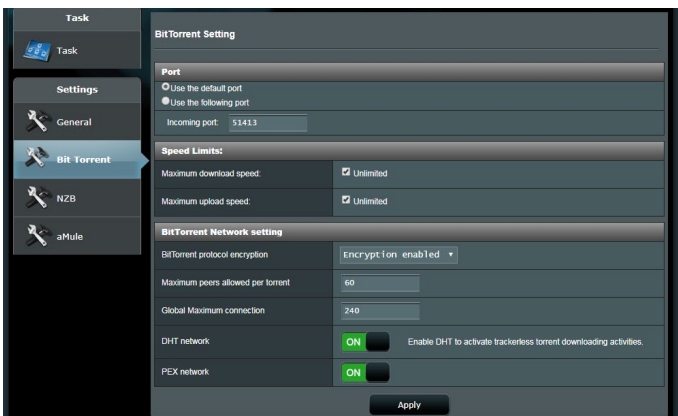 Task
Task
Settings
General
Bit Torrent
NZB
aMule
BitTorrent Setting
Port
Use the default port
Use the following port
Incoming port: 51413
Speed Limits:
Maximum download speed: Unlimited
Maximum upload speed: Unlimited
BitTorrent Network setting
BitTorrent protocol encryption Encryption enabled
Maximum peers allowed per torrent 60
Global Maximum connection 240
DHT network ON Enable DHT to activate trackerless torrent downloading activities.
PEX network ON
Apply